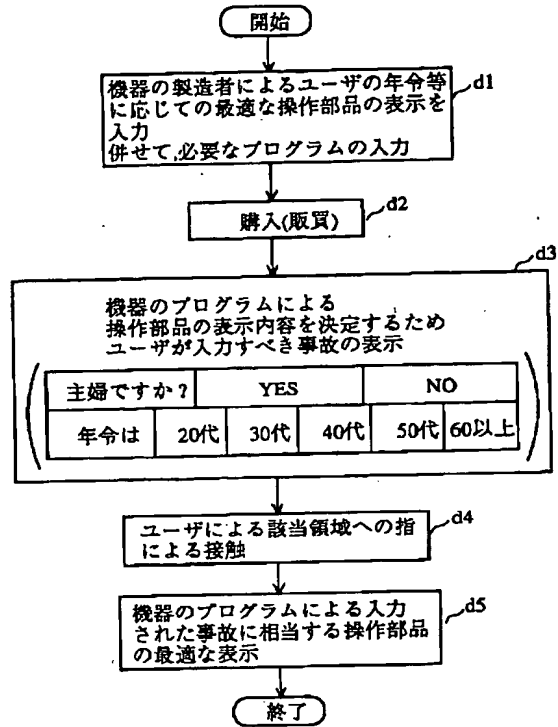 開始
d1
機器の製造者によるユーザの年令等
に応じての最適な操作部品の表示を
入力
併せて,必要なプログラムの入力
d2
購入(販買)
d3
機器のプログラムによる
操作部品の表示内容を決定するため
ユーザが入力すべき事故の表示
主婦ですか? YES NO
年令は 20代 30代 40代 50代 60以上
d4
ユーザによる該当領域への指
による接触
d5
機器のプログラムによる入力
された事故に相当する操作部品
の最適な表示
終了